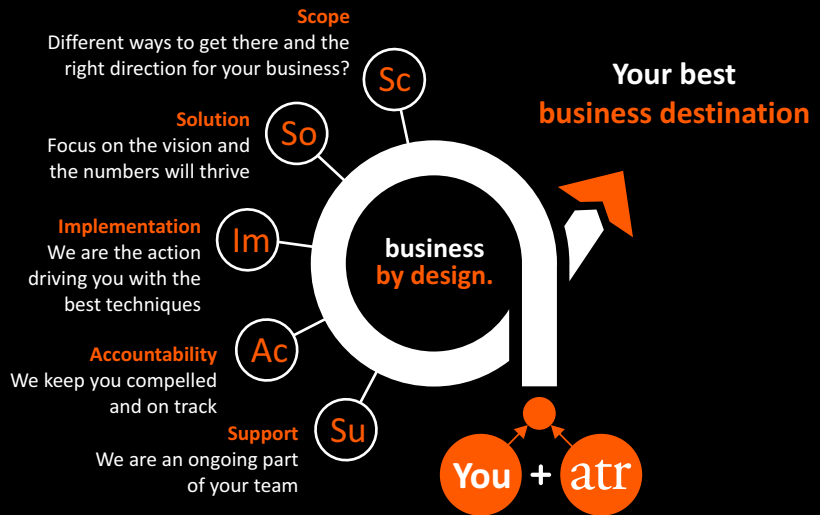 Scope
Different ways to get there and the
right direction for your business?
Sc
Your best
business destination
Solution
Focus on the vision and
the numbers will thrive
So
Implementation
We are the action
driving you with the
best techniques
Im
business
by design.
Accountability
We keep you compelled
and on track
Ac
Support
We are an ongoing part
of your team
Su
You + atr